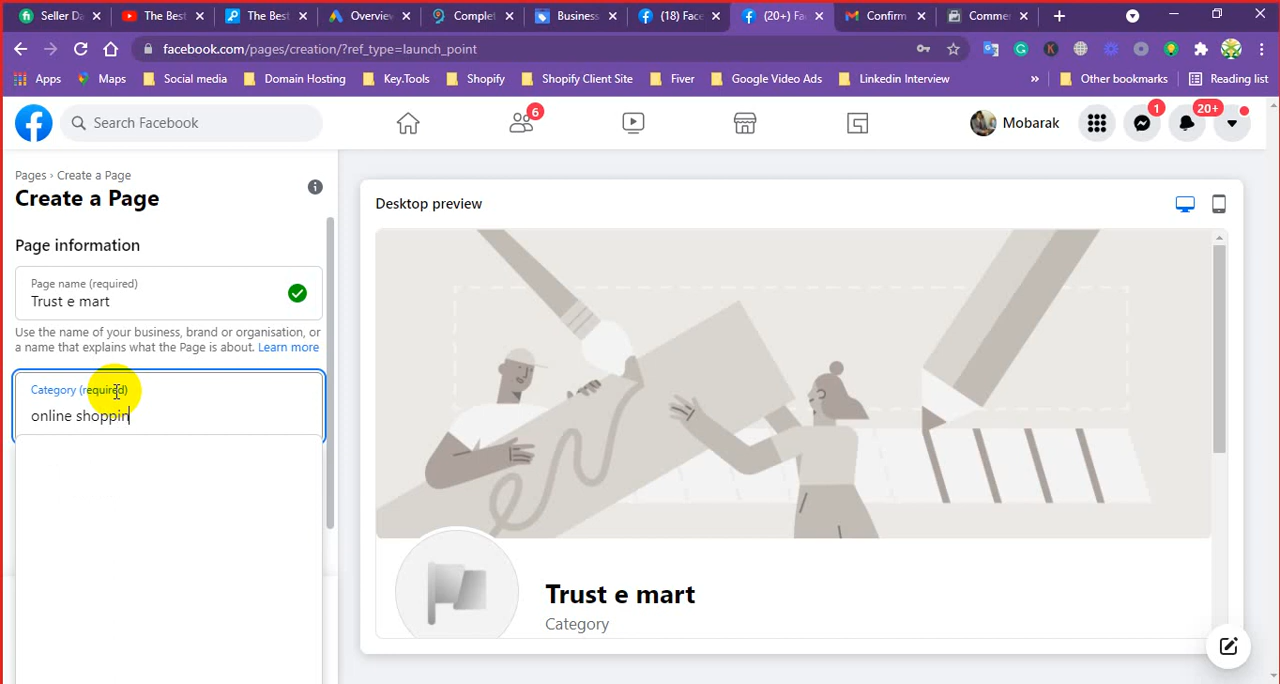 Seller Da
The Best
The Best
Overview
Comple
Business
(18) Face
(20+) Fa
Confirm
Comme
facebook.com/pages/creation/?ref_type=launch_point
Apps
Maps
Social media
Domain Hosting
Key.Tools
Shopify
Shopify Client Site
Fiver
Google Video Ads
Linkedin Interview
»
Other bookmarks
Reading list
Search Facebook
6
Mobarak
1
20+
Pages › Create a Page
Create a Page
Page information
Page name (required)
Trust e mart
Use the name of your business, brand or organisation, or
a name that explains what the Page is about. Learn more
Category (required)
online shoppin
Desktop preview
Trust e mart
Category